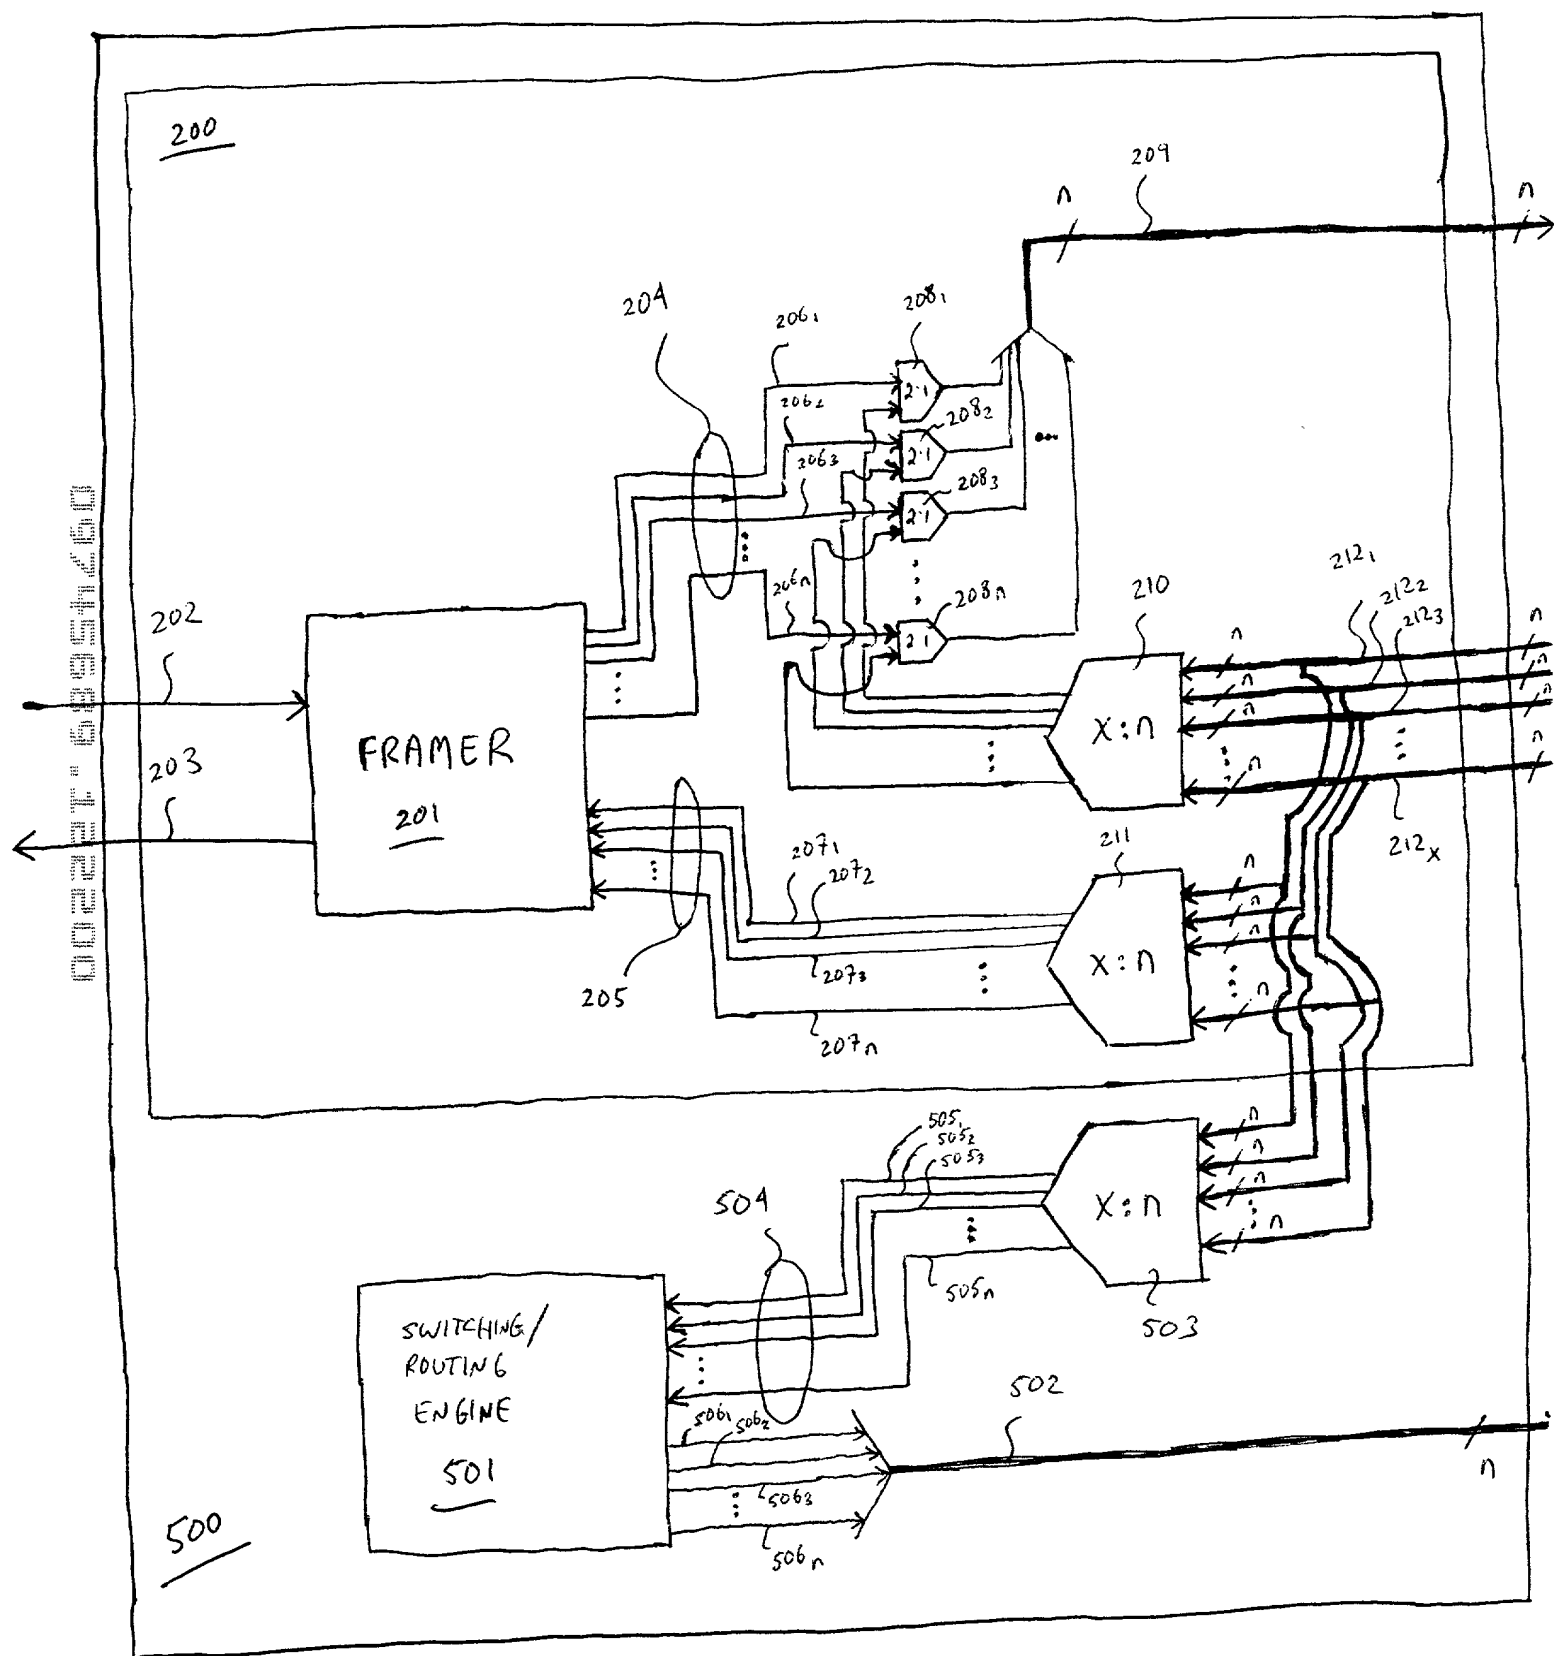 200
209
n
n
204
206₁
208₁
2:1
206₂
208₂
2:1
206₃
208₃
2:1
206n
208n
2:1
210
212₁
212₂
212₃
n
n
n
n
n
n
n
n
X:n
212x
202
203
FRAMER
201
205
207₁
207₂
207₃
207n
211
X:n
n
n
n
n
09745689.122200
505₁
505₂
505₃
505n
504
X:n
n
n
n
n
503
SWITCHING/
ROUTING
ENGINE
501
506₁
506₂
506₃
506n
502
n
500